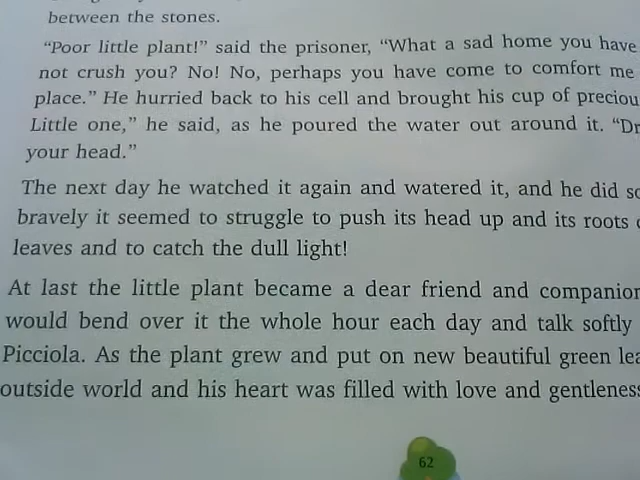 between the stones.
“Poor little plant!” said the prisoner, “What a sad home you have
not crush you? No! No, perhaps you have come to comfort me
place.” He hurried back to his cell and brought his cup of
Little one,” he said, as he poured the water out around it.
your head.”
The next day he watched it again and watered it, and he did
bravely it seemed to struggle to push its head up and its roots
leaves and to catch the dull light!
At last the little plant became a dear friend and
would bend over it the whole hour each day and talk softly
Picciola. As the plant grew and put on new beautiful green
outside world and his heart was filled with love and gentleness
62